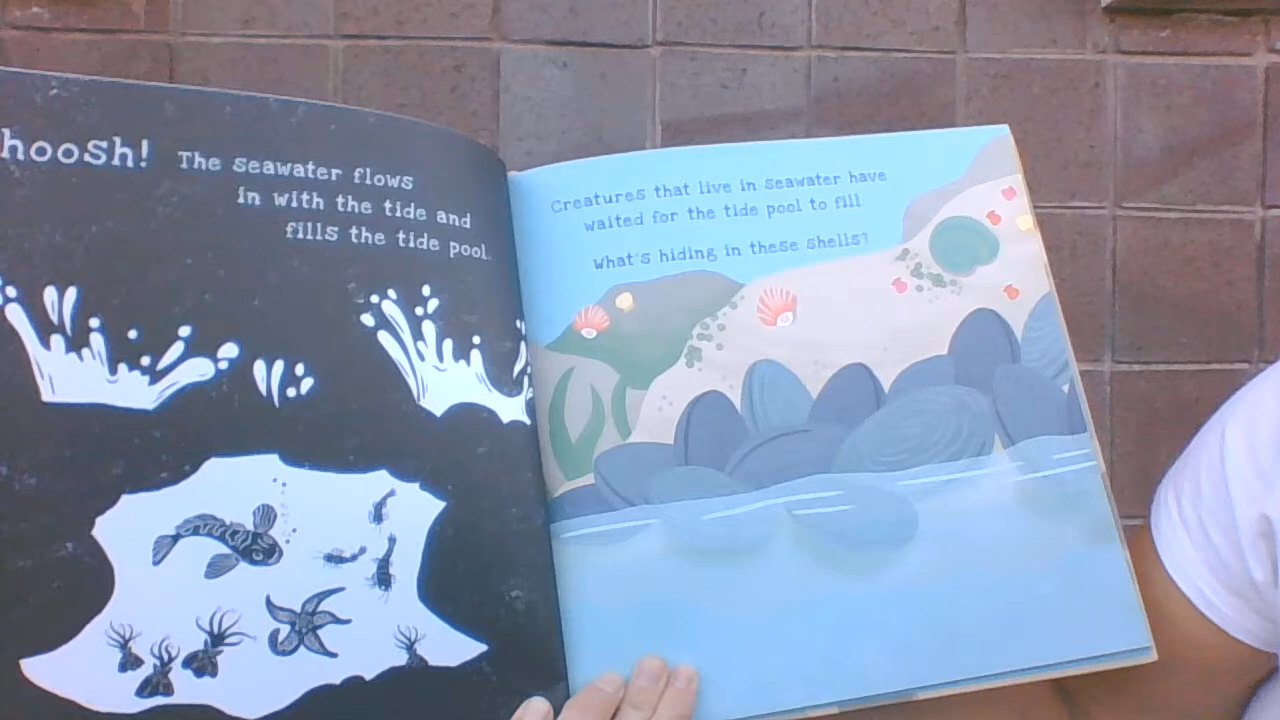 hoosh! The seawater flows
in with the tide and
fills the tide pool.
Creatures that live in seawater have
waited for the tide pool to fill.
What's hiding in these shells?